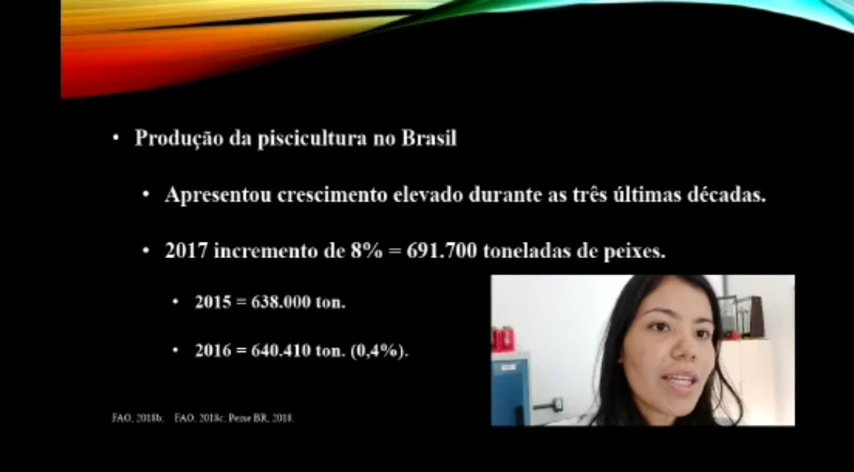 • Produção da piscicultura no Brasil
• Apresentou crescimento elevado durante as três últimas décadas.
• 2017 incremento de 8% = 691.700 toneladas de peixes.
• 2015 = 638.000 ton.
• 2016 = 640.410 ton. (0,4%).
FAO, 2018b; FAO, 2018c; Peixe BR, 2018.